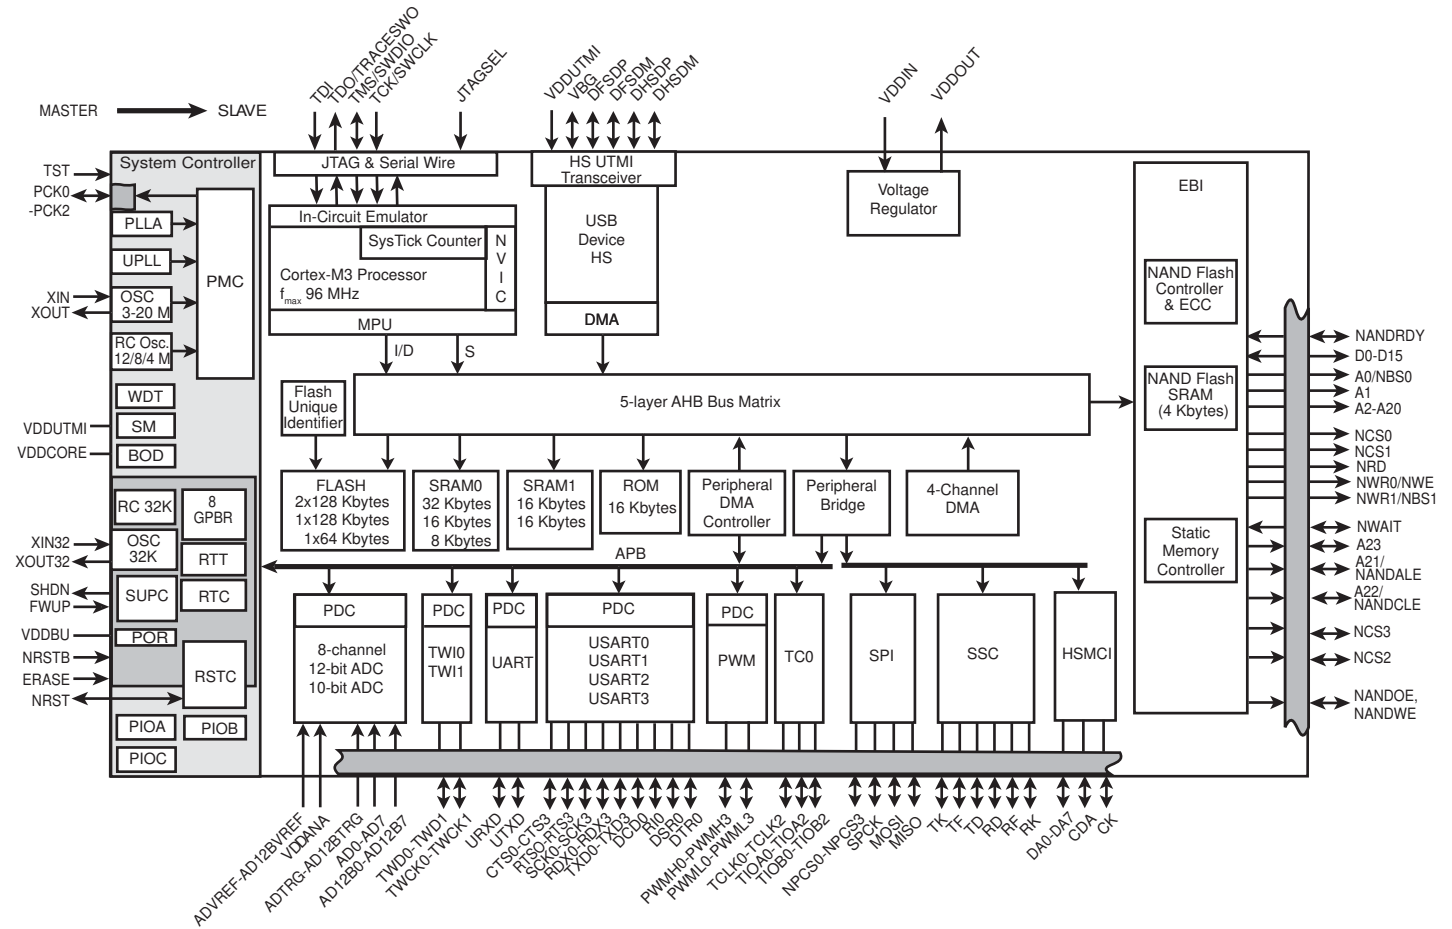 MASTER
SLAVE
TDI
TDO/TRACESWO
TMS/SWDIO
TCK/SWCLK
JTAGSEL
VDDUTMI
VBG
DFSDP
DFSDM
DHSDP
DHSDM
VDDIN
VDDOUT
System Controller
TST
PCK0
-PCK2
PLLA
UPLL
PMC
XIN
XOUT
OSC
3-20 M
RC Osc.
12/8/4 M
WDT
VDDUTMI
SM
VDDCORE
BOD
RC 32K
8
GPBR
XIN32
XOUT32
OSC
32K
RTT
SHDN
FWUP
SUPC
RTC
VDDBU
POR
NRSTB
ERASE
NRST
RSTC
PIOA
PIOB
PIOC
JTAG & Serial Wire
In-Circuit Emulator
SysTick Counter
N
V
I
C
Cortex-M3 Processor
fmax 96 MHz
MPU
I/D
S
HS UTMI
Transceiver
USB
Device
HS
DMA
Voltage
Regulator
5-layer AHB Bus Matrix
Flash
Unique
Identifier
FLASH
2x128 Kbytes
1x128 Kbytes
1x64 Kbytes
SRAM0
32 Kbytes
16 Kbytes
8 Kbytes
SRAM1
16 Kbytes
16 Kbytes
ROM
16 Kbytes
Peripheral
DMA
Controller
Peripheral
Bridge
4-Channel
DMA
APB
PDC
8-channel
12-bit ADC
10-bit ADC
PDC
TWI0
TWI1
PDC
UART
PDC
USART0
USART1
USART2
USART3
PDC
PWM
TC0
SPI
SSC
HSMCI
EBI
NAND Flash
Controller
& ECC
NAND Flash
SRAM
(4 Kbytes)
Static
Memory
Controller
NANDRDY
D0-D15
A0/NBS0
A1
A2-A20
NCS0
NCS1
NRD
NWR0/NWE
NWR1/NBS1
NWAIT
A23
A21/
NANDALE
A22/
NANDCLE
NCS3
NCS2
NANDOE,
NANDWE
ADVREF-AD12BVREF
VDDANA
ADTRG-AD12BTRG
AD0-AD7
AD12B0-AD12B7
TWD0-TWD1
TWCK0-TWCK1
URXD
UTXD
CTS0-CTS3
RTS0-RTS3
SCK0-SCK3
RDX0-RDX3
TXD0-TXD3
DCD0
RI0
DSR0
DTR0
PWMH0-PWMH3
PWML0-PWML3
TCLK0-TCLK2
TIOA0-TIOA2
TIOB0-TIOB2
NPCS0-NPCS3
SPCK
MOSI
MISO
TK
TF
TD
RD
RF
RK
DA0-DA7
CDA
CK